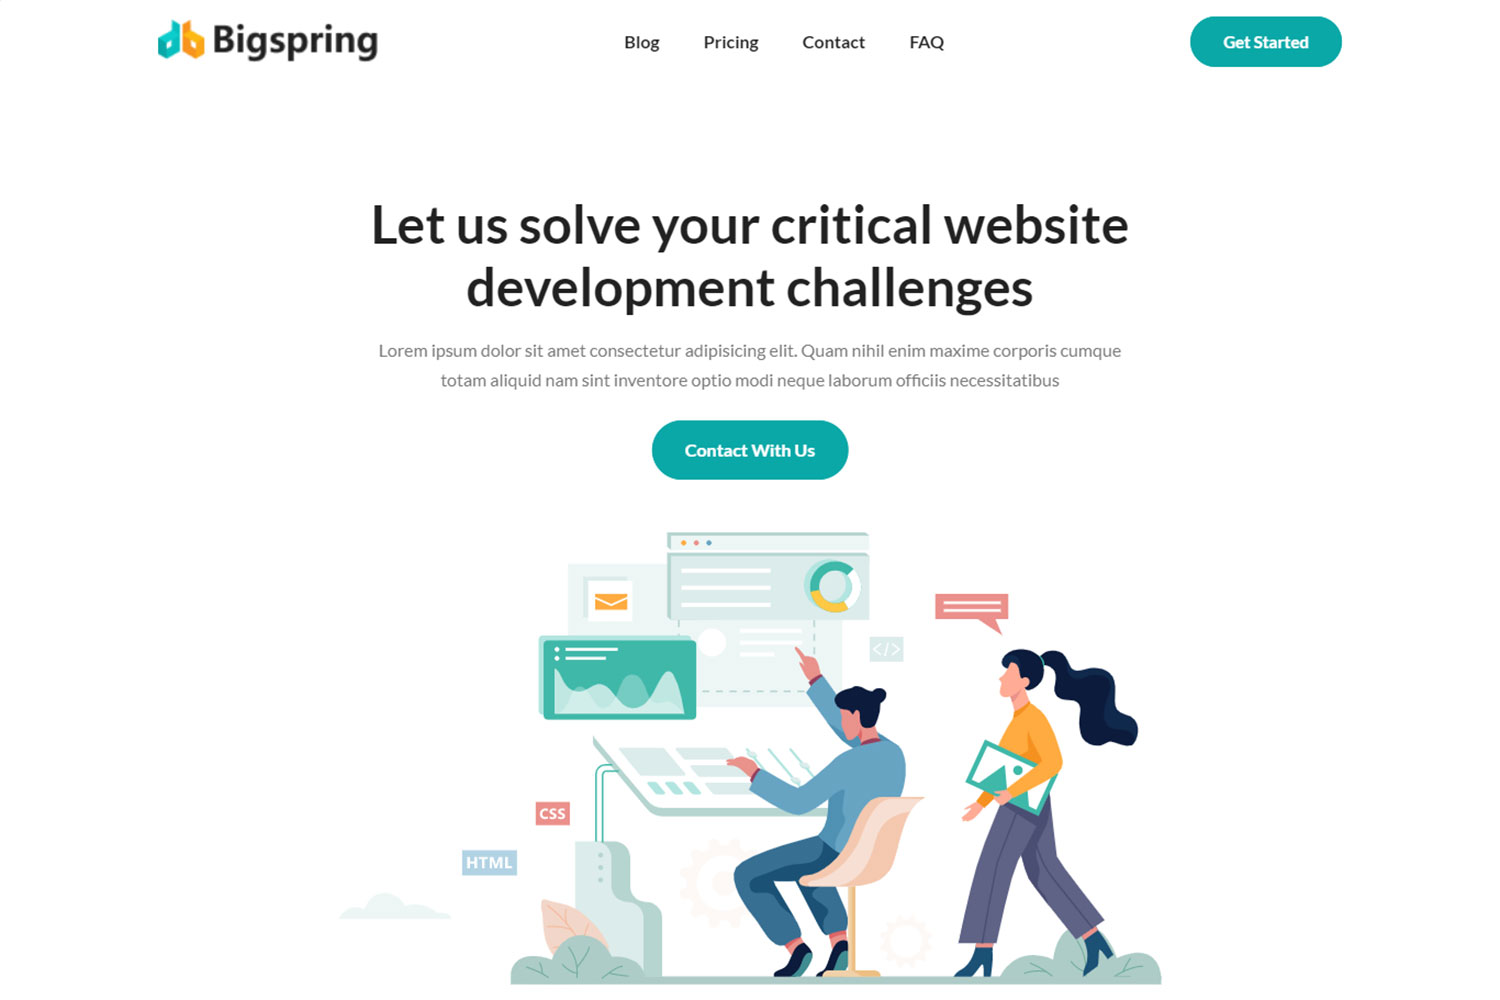 Bigspring
Blog
Pricing
Contact
FAQ
Get Started
Let us solve your critical website
development challenges
Lorem ipsum dolor sit amet consectetur adipisicing elit. Quam nihil enim maxime corporis cumque
totam aliquid nam sint inventore optio modi neque laborum officiis necessitatibus
Contact With Us
</>
CSS
HTML